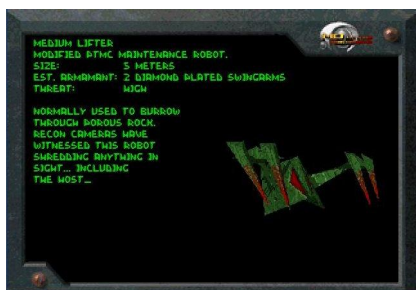 MEDIUM LIFTER
MODIFIED PTMC MAINTENANCE ROBOT.
SIZE: 5 METERS
EST. ARMAMANT: 2 DIAMOND PLATED SWINGARMS
THREAT: HIGH
NORMALLY USED TO BURROW
THROUGH POROUS ROCK.
RECON CAMERAS HAVE
WITNESSED THIS ROBOT
SHREDDING ANYTHING IN
SIGHT... INCLUDING
THE HOST_